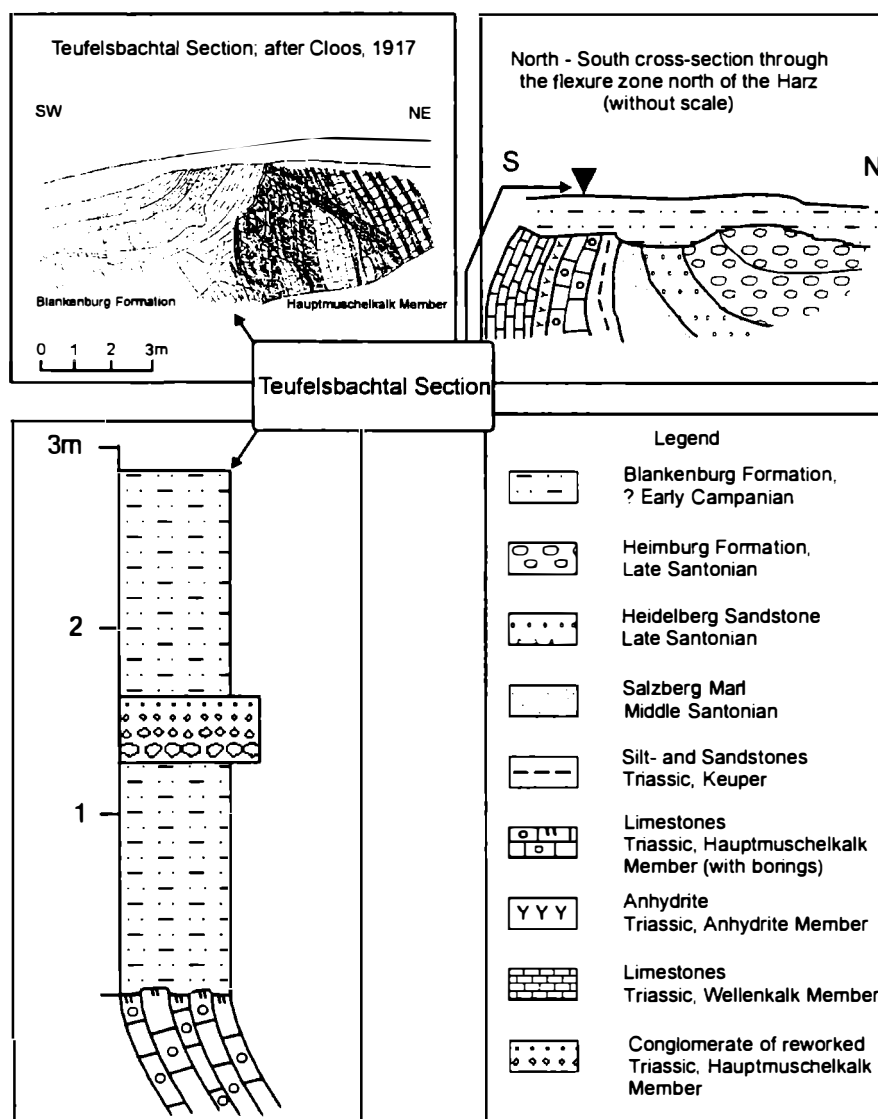 Teufelsbachtal Section; after Cloos, 1917
SW
NE
Blankenburg Formation
Hauptmuschelkalk Member
0 1 2 3m
North - South cross-section through
the flexure zone north of the Harz
(without scale)
S
N
Teufelsbachtal Section
3m
2
1
Legend
Blankenburg Formation,
? Early Campanian
Heimburg Formation,
Late Santonian
Heidelberg Sandstone
Late Santonian
Salzberg Marl
Middle Santonian
Silt- and Sandstones
Triassic, Keuper
Limestones
Triassic, Hauptmuschelkalk
Member (with borings)
Anhydrite
Triassic, Anhydrite Member
Limestones
Triassic, Wellenkalk Member
Conglomerate of reworked
Triassic, Hauptmuschelkalk
Member